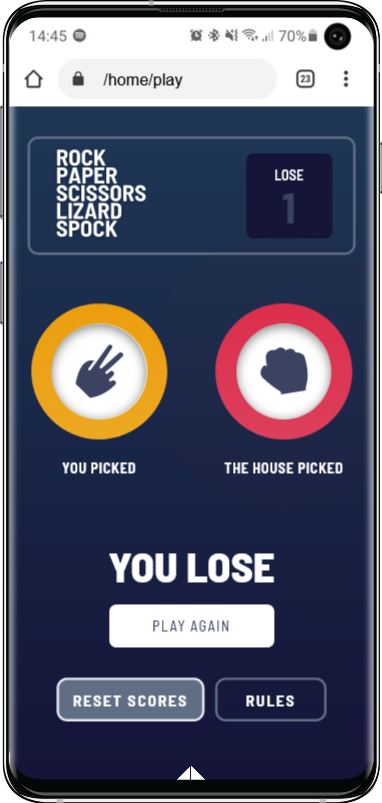 14:45
70%
/home/play
23
ROCK
PAPER
SCISSORS
LIZARD
SPOCK
LOSE
1
YOU PICKED
THE HOUSE PICKED
YOU LOSE
PLAY AGAIN
RESET SCORES
RULES